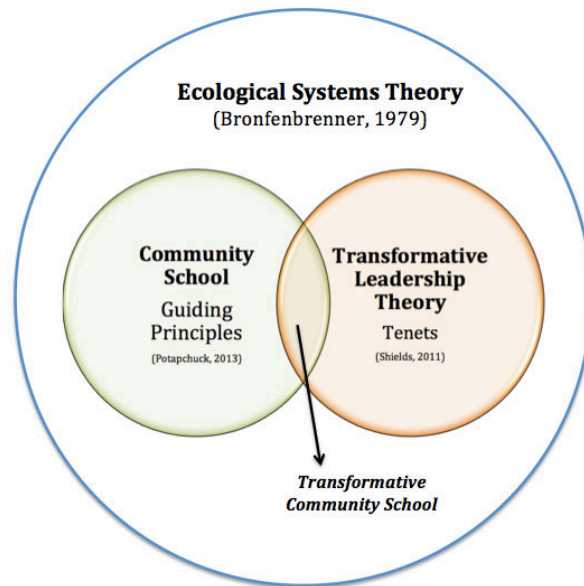 Ecological Systems Theory
(Bronfenbrenner, 1979)
Community
School
Guiding
Principles
(Potapchuck, 2013)
Transformative
Leadership
Theory
Tenets
(Shields, 2011)
Transformative
Community School